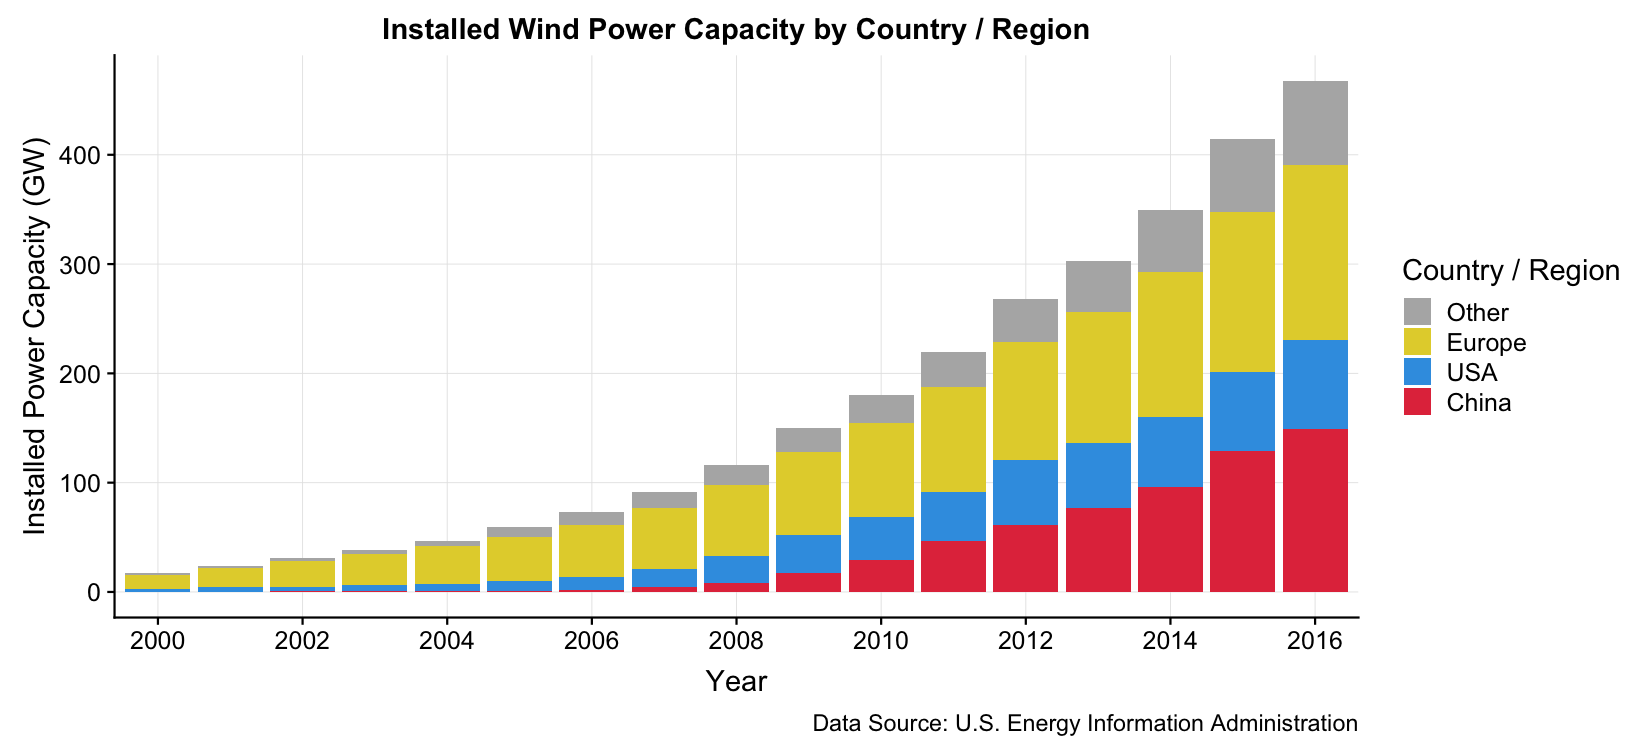 Installed Wind Power Capacity by Country / Region
Installed Power Capacity (GW)
400
300
200
100
0
2000 2002 2004 2006 2008 2010 2012 2014 2016
Year
Country / Region
Other
Europe
USA
China
Data Source: U.S. Energy Information Administration